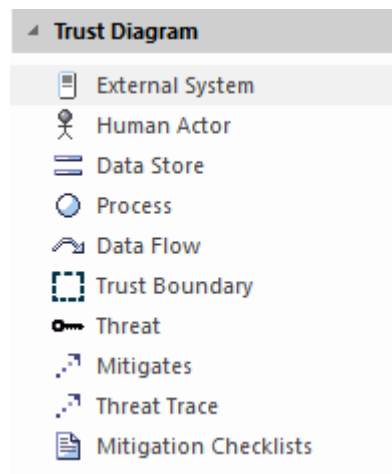 Trust Diagram
External System
Human Actor
Data Store
Process
Data Flow
Trust Boundary
Threat
Mitigates
Threat Trace
Mitigation Checklists